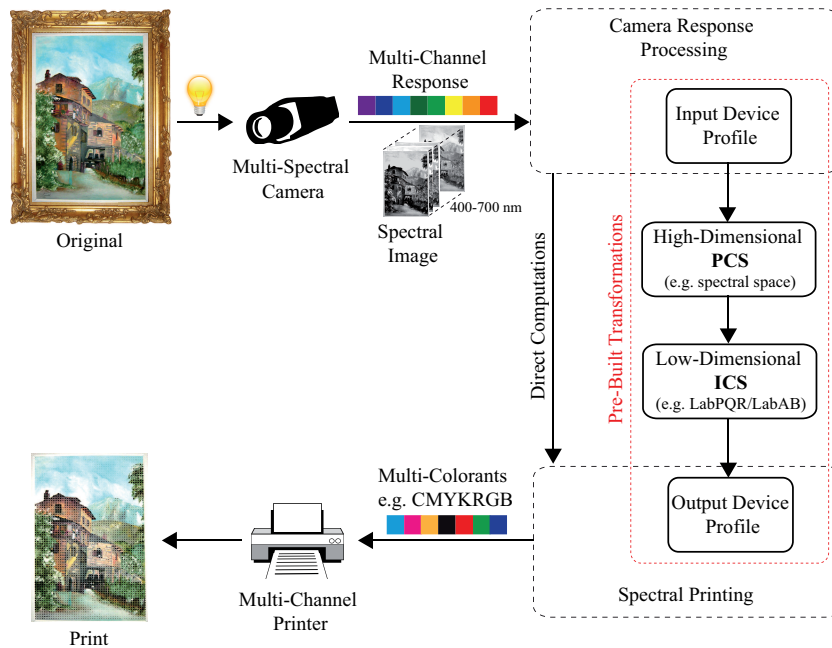 Camera Response
Processing
Multi-Channel
Response
Input Device
Profile
Multi-Spectral
Camera
400-700 nm
Original
Spectral
Image
High-Dimensional
PCS
(e.g. spectral space)
Direct Computations
Pre-Built Transformations
Low-Dimensional
ICS
(e.g. LabPQR/LabAB)
Multi-Colorants
e.g. CMYKRGB
Output Device
Profile
Multi-Channel
Printer
Spectral Printing
Print